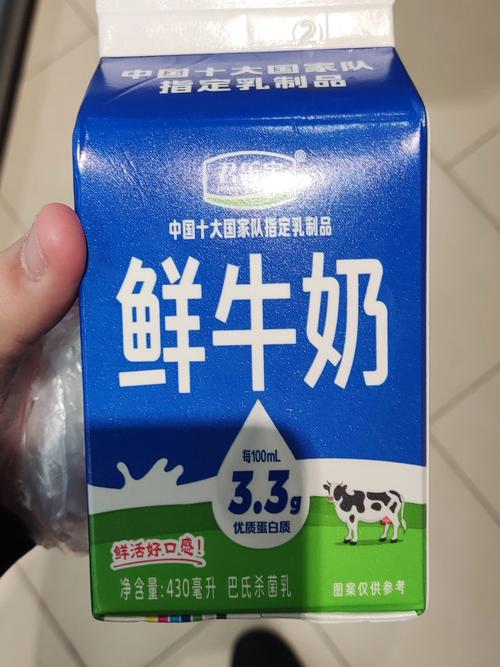 ②
中国十大国家队
指定乳制品
®
中国十大国家队指定乳制品
鲜牛奶
每100mL
3.3g
优质蛋白质
鲜活好口感!
净含量:430毫升 巴氏杀菌乳
图案仅供参考